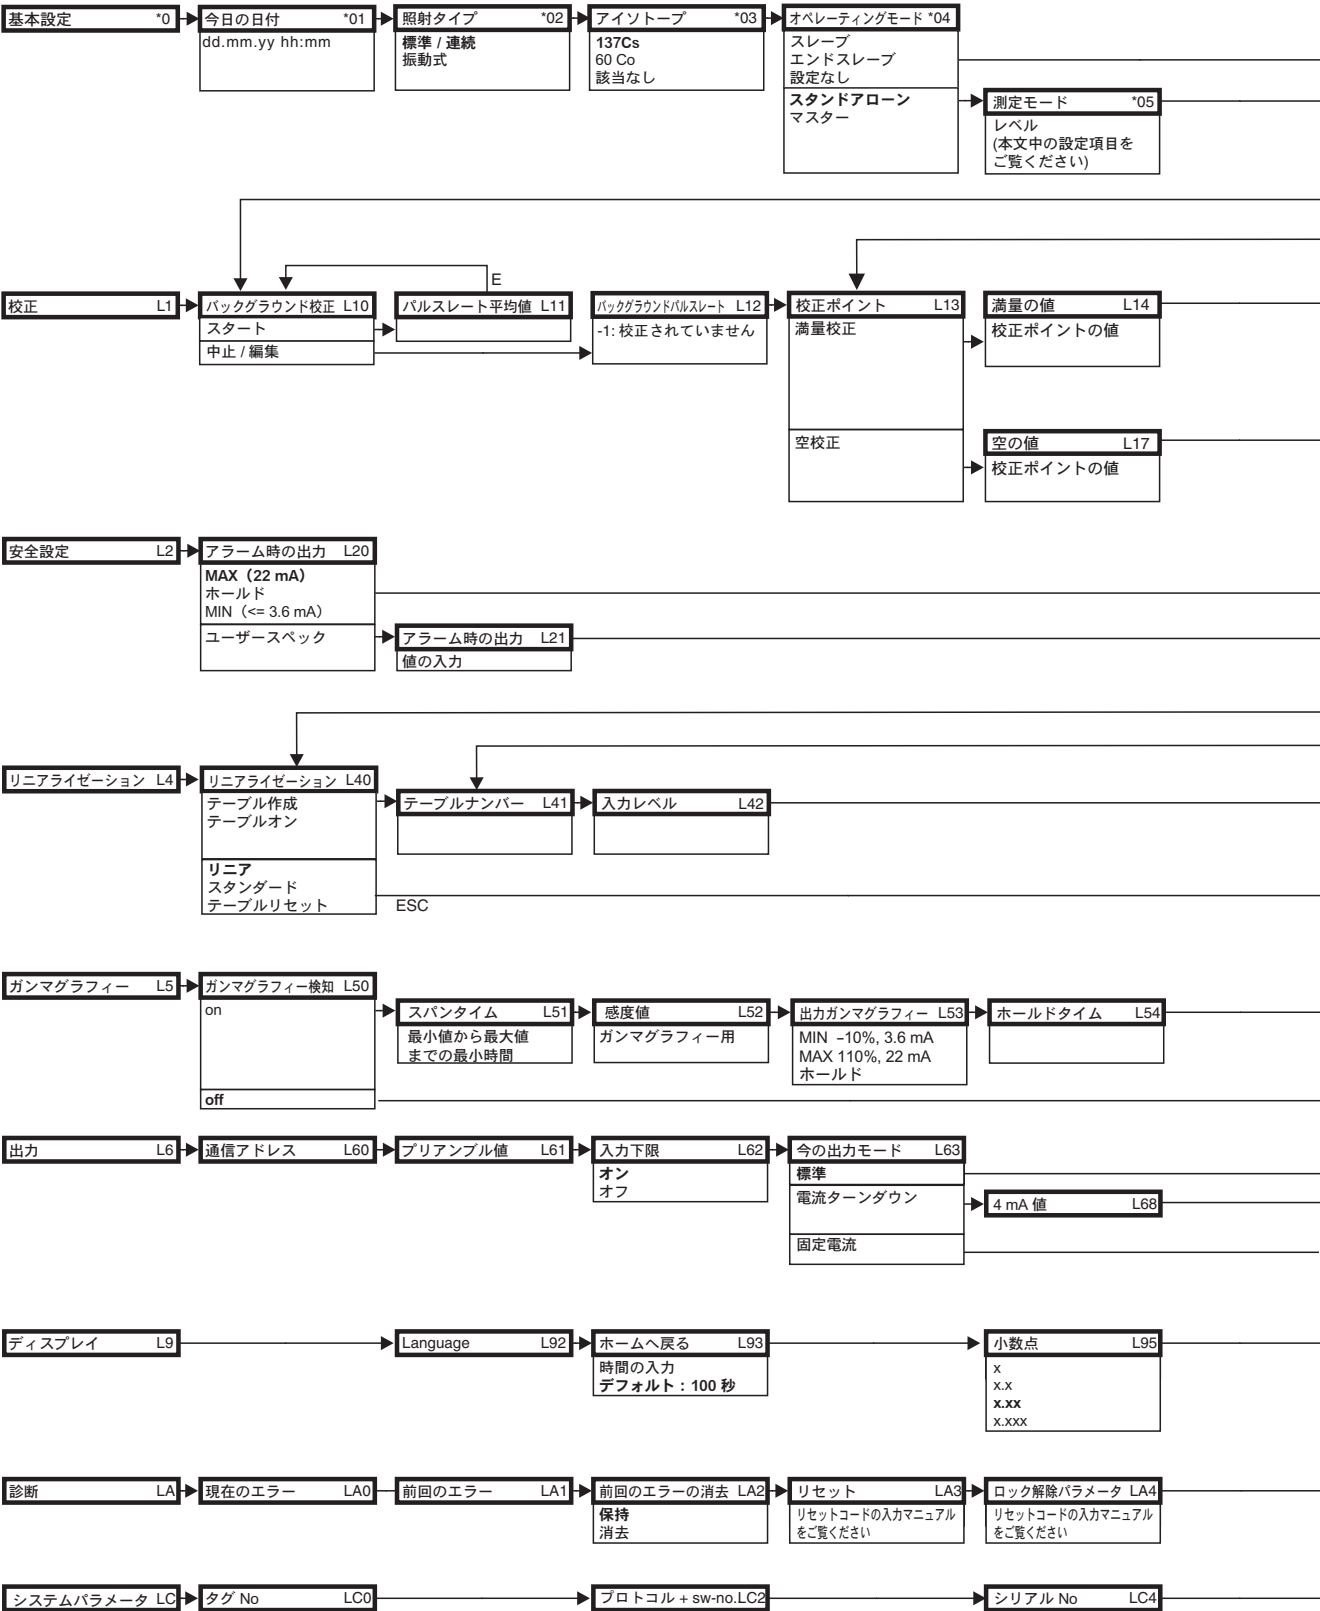 基本設定 *0
今日の日付 *01
dd.mm.yy hh:mm
照射タイプ *02
標準 / 連続
振動式
アイソトープ *03
137Cs
60 Co
該当なし
オペレーティングモード *04
スレーブ
エンドスレーブ
設定なし
スタンドアローン
マスター
測定モード *05
レベル
(本文中の設定項目を
ご覧ください)
校正 L1
バックグラウンド校正 L10
スタート
中止 / 編集
E
パルスレート平均値 L11
バックグラウンドパルスレート L12
-1: 校正されていません
校正ポイント L13
満量校正
空校正
満量の値 L14
校正ポイントの値
空の値 L17
校正ポイントの値
安全設定 L2
アラーム時の出力 L20
MAX（22 mA）
ホールド
MIN（<= 3.6 mA）
ユーザースペック
アラーム時の出力 L21
値の入力
リニアライゼーション L4
リニアライゼーション L40
テーブル作成
テーブルオン
リニア
スタンダード
テーブルリセット
ESC
テーブルナンバー L41
入力レベル L42
ガンマグラフィー L5
ガンマグラフィー検知 L50
on
off
スパンタイム L51
最小値から最大値
までの最小時間
感度値 L52
ガンマグラフィー用
出力ガンマグラフィー L53
MIN −10%, 3.6 mA
MAX 110%, 22 mA
ホールド
ホールドタイム L54
出力 L6
通信アドレス L60
プリアンブル値 L61
入力下限 L62
オン
オフ
今の出力モード L63
標準
電流ターンダウン
固定電流
4 mA 値 L68
ディスプレイ L9
Language L92
ホームへ戻る L93
時間の入力
デフォルト：100 秒
小数点 L95
x
x.x
x.xx
x.xxx
診断 LA
現在のエラー LA0
前回のエラー LA1
前回のエラーの消去 LA2
保持
消去
リセット LA3
リセットコードの入力マニュアル
をご覧ください
ロック解除パラメータ LA4
リセットコードの入力マニュアル
をご覧ください
システムパラメータ LC
タグ No LC0
プロトコル + sw-no.LC2
シリアル No LC4